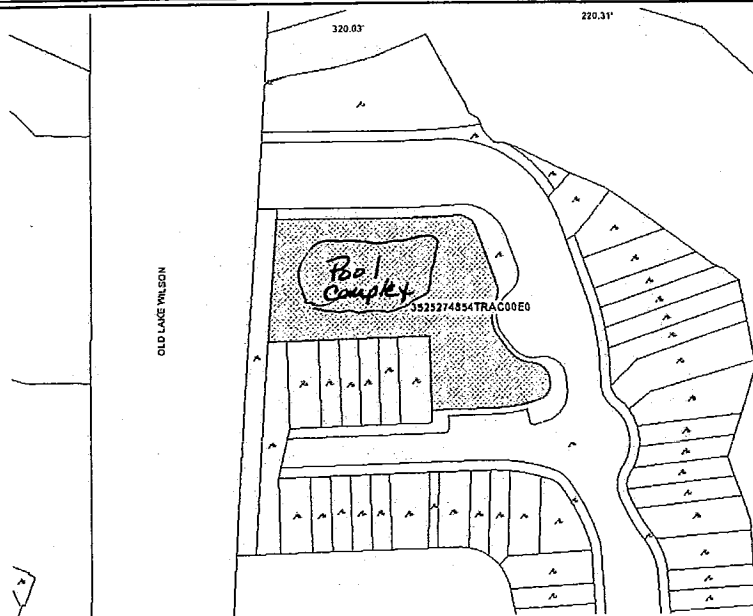 320.03'
220.31'
OLD LAKE WILSON
Pool
Complex
3525274854TRAC00E0